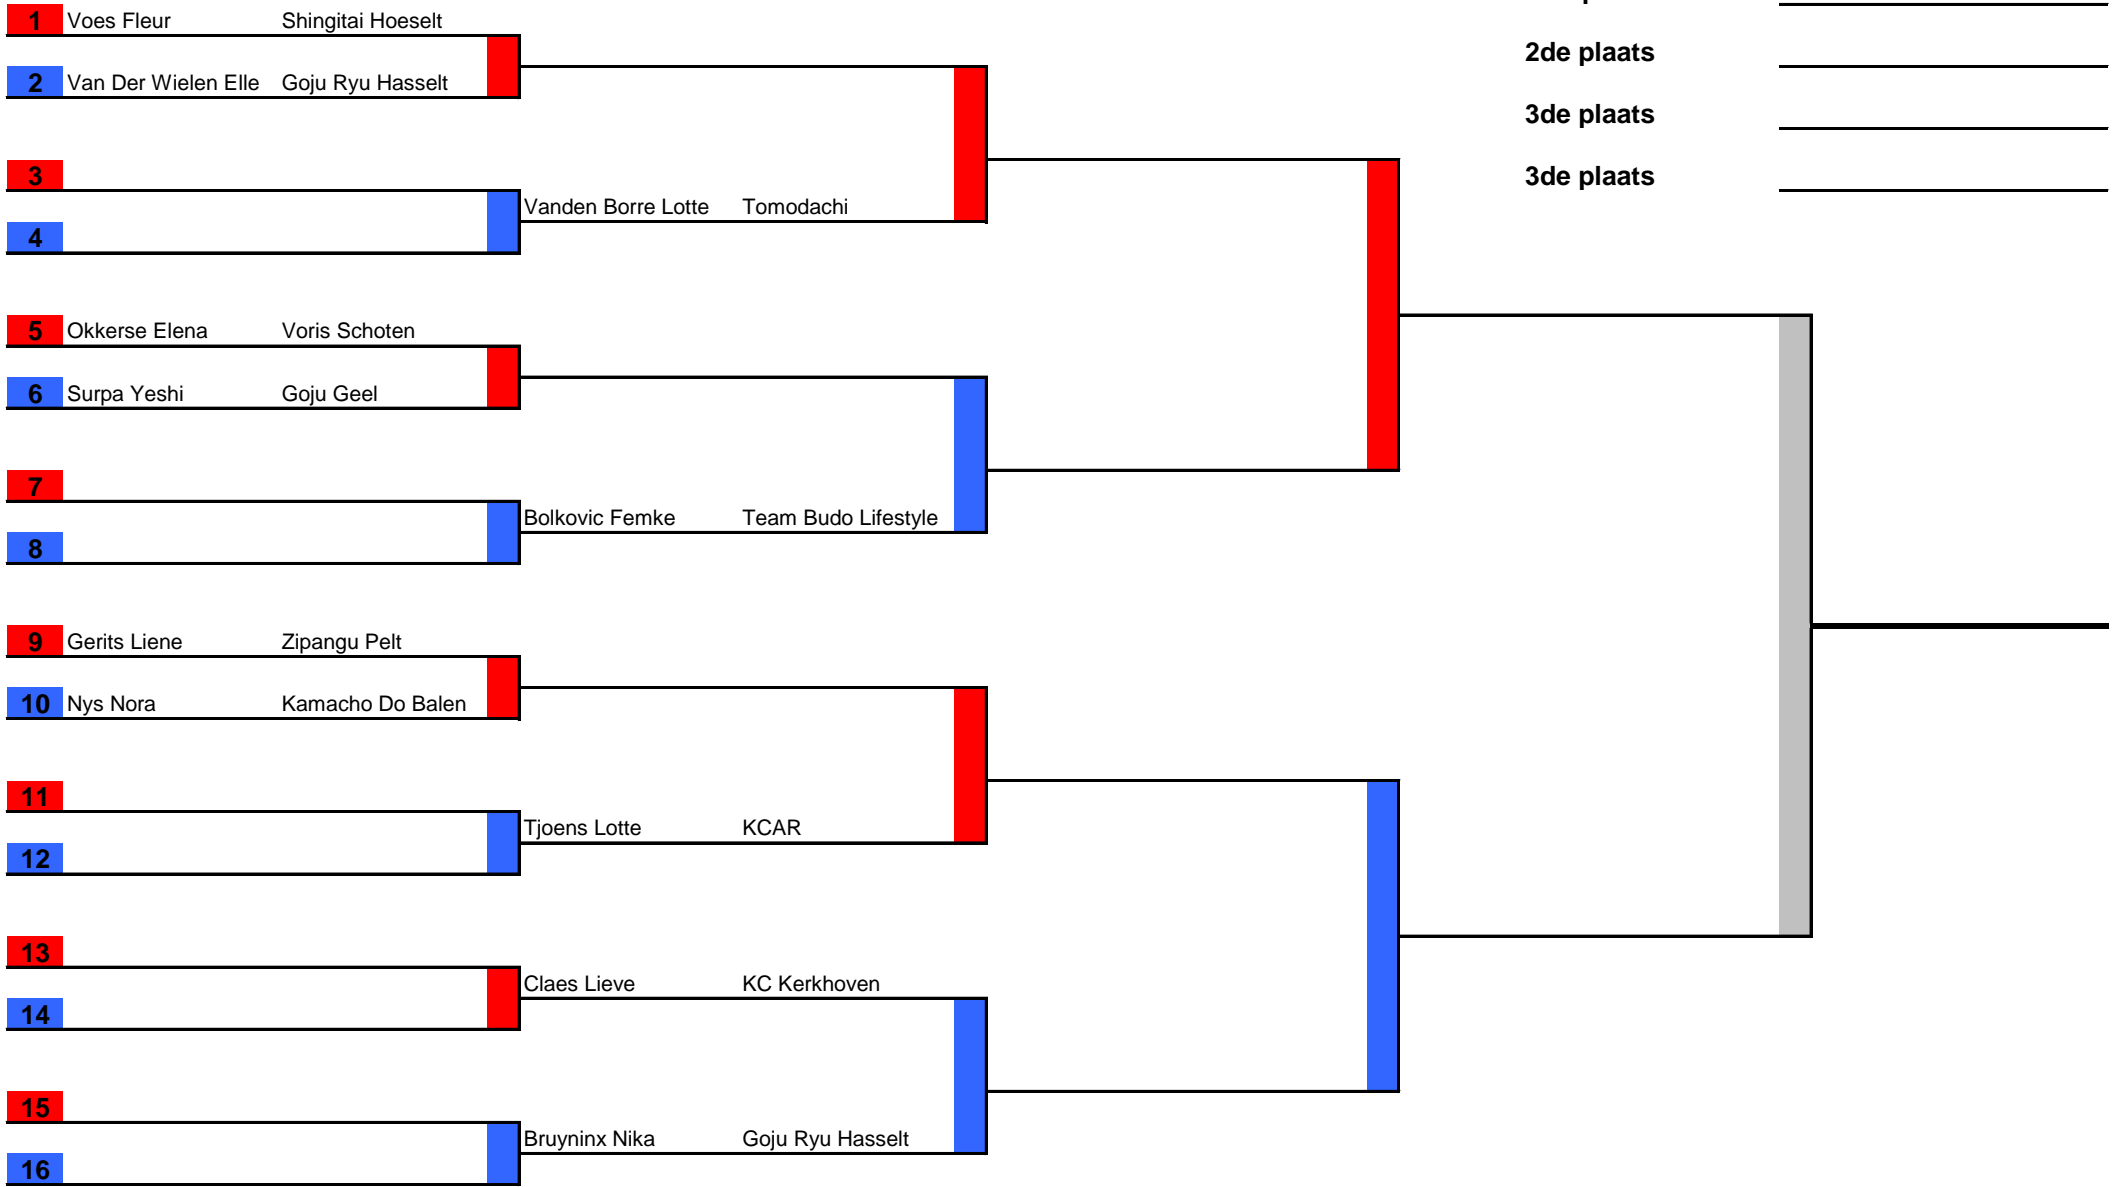 1 Voes Fleur Shingitai Hoeselt
2de plaats
2 Van Der Wielen Elle Goju Ryu Hasselt
3de plaats
3
3de plaats
Vanden Borre Lotte Tomodachi
4
5 Okkerse Elena Voris Schoten
6 Surpa Yeshi Goju Geel
7
Bolkovic Femke Team Budo Lifestyle
8
9 Gerits Liene Zipangu Pelt
10 Nys Nora Kamacho Do Balen
11
Tjoens Lotte KCAR
12
13
Claes Lieve KC Kerkhoven
14
15
Bruyninx Nika Goju Ryu Hasselt
16